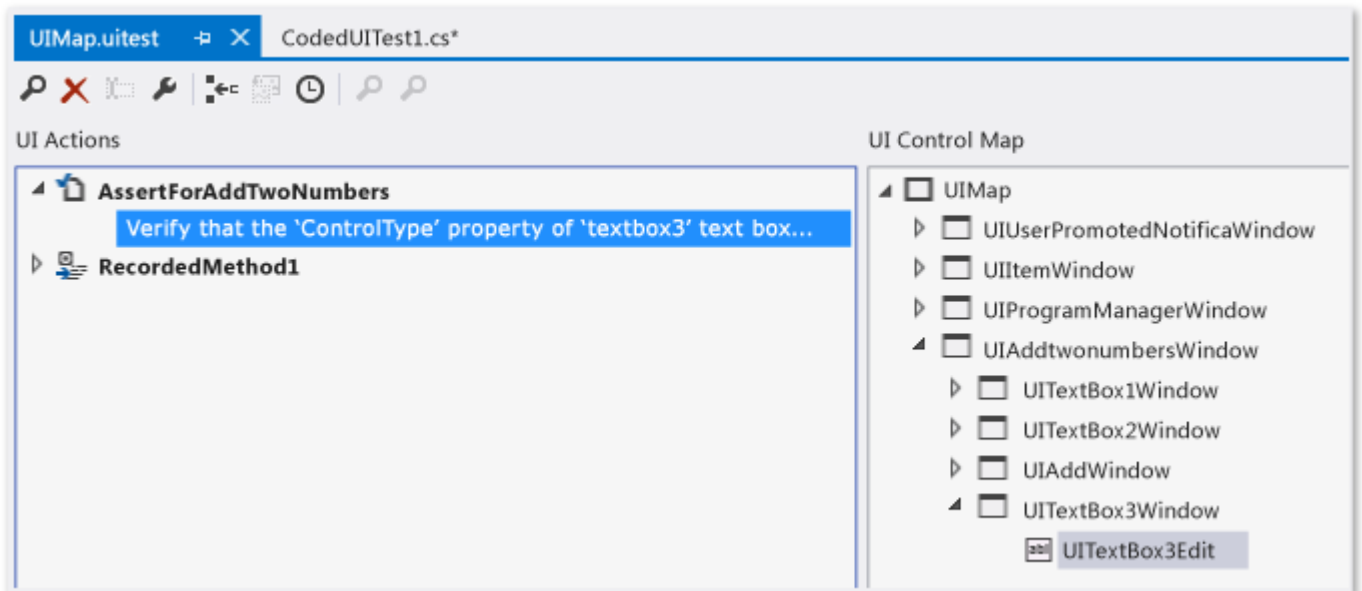 UIMap.uitest CodedUITest1.cs*
UI Actions
AssertForAddTwoNumbers
Verify that the ‘ControlType’ property of ‘textbox3’ text box...
RecordedMethod1
UI Control Map
UIMap
UIUserPromotedNotificaWindow
UIItemWindow
UIProgramManagerWindow
UIAddtwonumbersWindow
UITextBox1Window
UITextBox2Window
UIAddWindow
UITextBox3Window
abl UITextBox3Edit